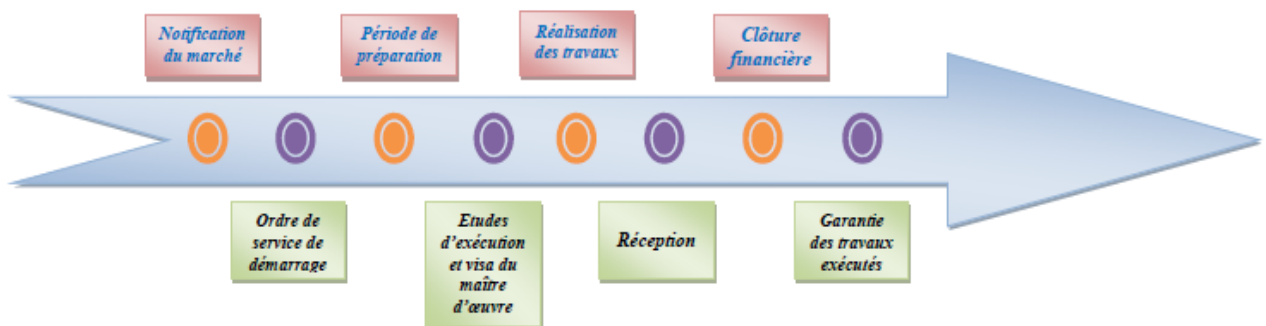 Notification
du marché
Période de
préparation
Réalisation
des travaux
Clôture
financière
Ordre de
service de
démarrage
Etudes
d'exécution
et visa du
maître
d'œuvre
Réception
Garantie
des travaux
exécutés